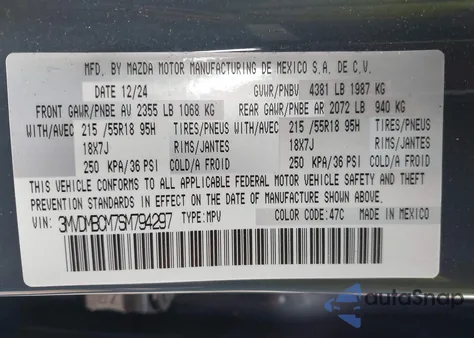 MFD. BY MAZDA MOTOR MANUFACTURING DE MEXICO S.A. DE C.V.
DATE 12/24 GVWR/PNBV 4381 LB 1987 KG
FRONT GAWR/PNBE AV 2355 LB 1068 KG REAR GAWR/PNBE AR 2072 LB 940 KG
WITH/AVEC 215 /55R18 95H TIRES/PNEUS WITH/AVEC 215 /55R18 95H TIRES/PNEUS
18X7J RIMS/JANTES 18X7J RIMS/JANTES
250 KPA/36 PSI COLD/A FROID 250 KPA/36 PSI COLD/A FROID
THIS VEHICLE CONFORMS TO ALL APPLICABLE FEDERAL MOTOR VEHICLE SAFETY AND THEFT
PREVENTION STANDARDS IN EFFECT ON THE DATE OF MANUFACTURE SHOWN ABOVE.
VIN: 3MVDMBCM7SM794297 TYPE:MPV COLOR CODE:47C MADE IN MEXICO
autoSnap